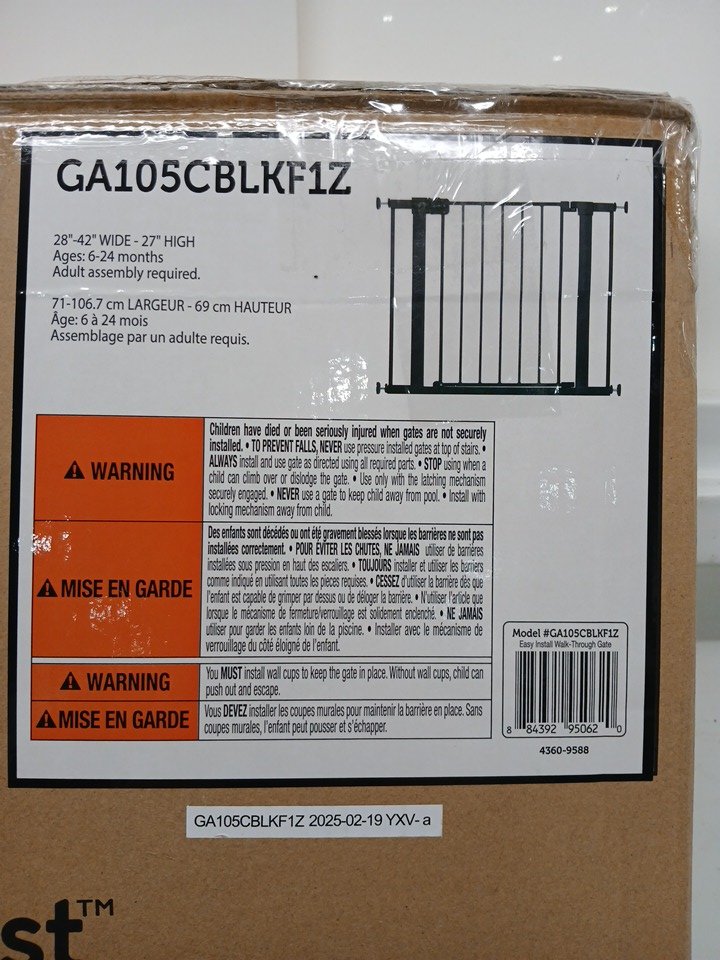 GA105CBLKF1Z
28"-42" WIDE - 27" HIGH
Ages: 6-24 months
Adult assembly required.
71-106.7 cm LARGEUR - 69 cm HAUTEUR
Âge: 6 à 24 mois
Assemblage par un adulte requis.
WARNING
Children have died or been seriously injured when gates are not securely
installed. • TO PREVENT FALLS, NEVER use pressure installed gates at top of stairs. •
ALWAYS install and use gate as directed using all required parts. • STOP using when a
child can climb over or dislodge the gate. • Use only with the latching mechanism
securely engaged. • NEVER use a gate to keep child away from pool. • Install with
locking mechanism away from child.
MISE EN GARDE
Des enfants sont décédés ou ont été gravement blessés lorsque les barrières ne sont pas
installées correctement. • POUR ÉVITER LES CHUTES, NE JAMAIS utiliser de barrières
installées sous pression en haut des escaliers. • TOUJOURS installer et utiliser les barriers
comme indiqué en utilisant toutes les pièces requises. • CESSEZ d'utiliser la barrière dès que
l'enfant est capable de grimper par dessus ou de déloger la barrière. • N'utiliser l'article que
lorsque le mécanisme de fermeture/verrouillage est solidement enclenché. • NE JAMAIS
utiliser pour garder les enfants loin de la piscine. • Installer avec le mécanisme de
verrouillage du côté éloigné de l'enfant.
WARNING
You MUST install wall cups to keep the gate in place. Without wall cups, child can
push out and escape.
MISE EN GARDE
Vous DEVEZ installer les coupes murales pour maintenir la barrière en place. Sans
coupes murales, l'enfant peut pousser et s'échapper.
Model #GA105CBLKF1Z
Easy Install Walk-Through Gate
8 84392 95062 0
4360-9588
GA105CBLKF1Z 2025-02-19 YXV- a
st™